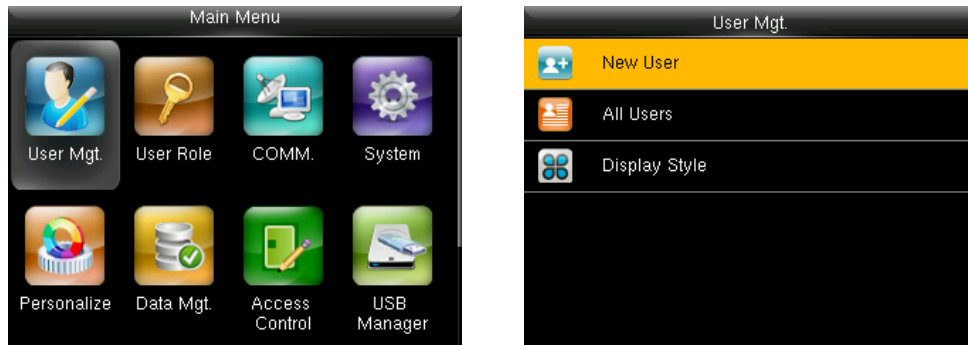 Main Menu
User Mgt.
User Role
COMM.
System
Personalize
Data Mgt.
Access
Control
USB
Manager
User Mgt.
New User
All Users
Display Style